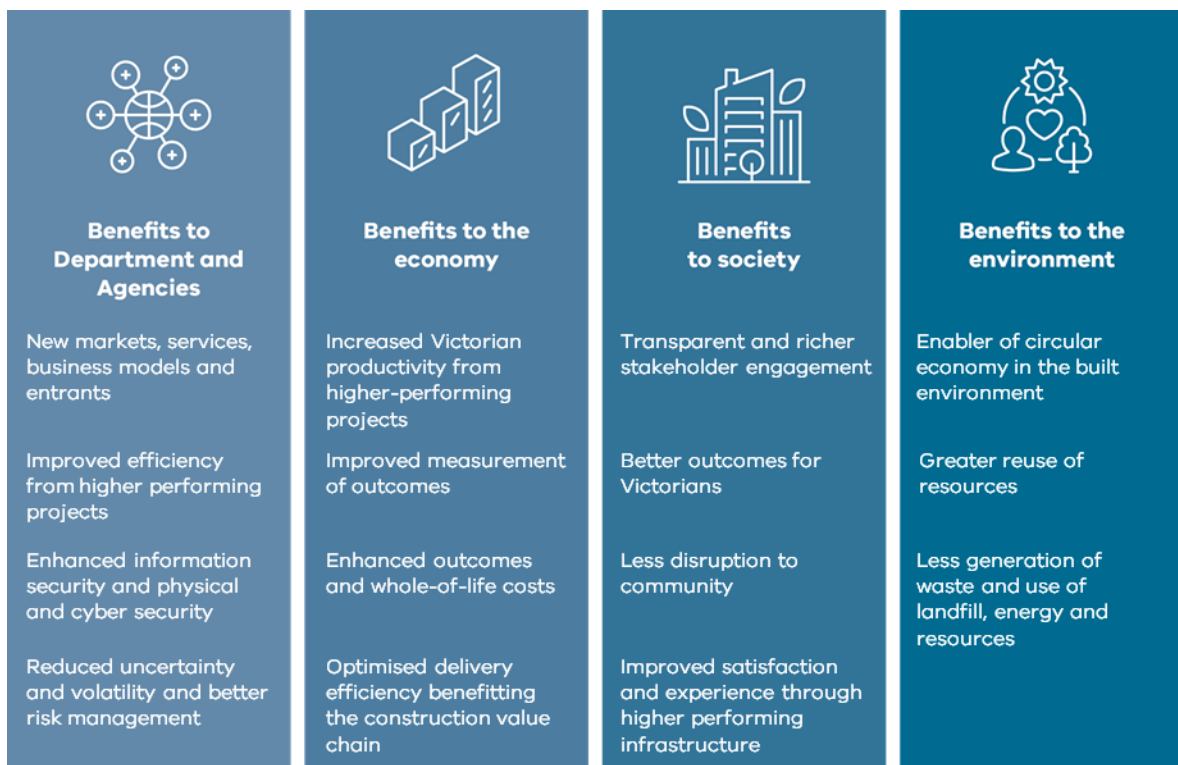 Benefits to
Department and
Agencies
New markets, services,
business models and
entrants
Improved efficiency
from higher performing
projects
Enhanced information
security and physical
and cyber security
Reduced uncertainty
and volatility and better
risk management
Benefits to the
economy
Increased Victorian
productivity from
higher-performing
projects
Improved measurement
of outcomes
Enhanced outcomes
and whole-of-life costs
Optimised delivery
efficiency benefitting
the construction value
chain
Benefits
to society
Transparent and richer
stakeholder engagement
Better outcomes for
Victorians
Less disruption to
community
Improved satisfaction
and experience through
higher performing
infrastructure
Benefits to the
environment
Enabler of circular
economy in the built
environment
Greater reuse of
resources
Less generation of
waste and use of
landfill, energy and
resources